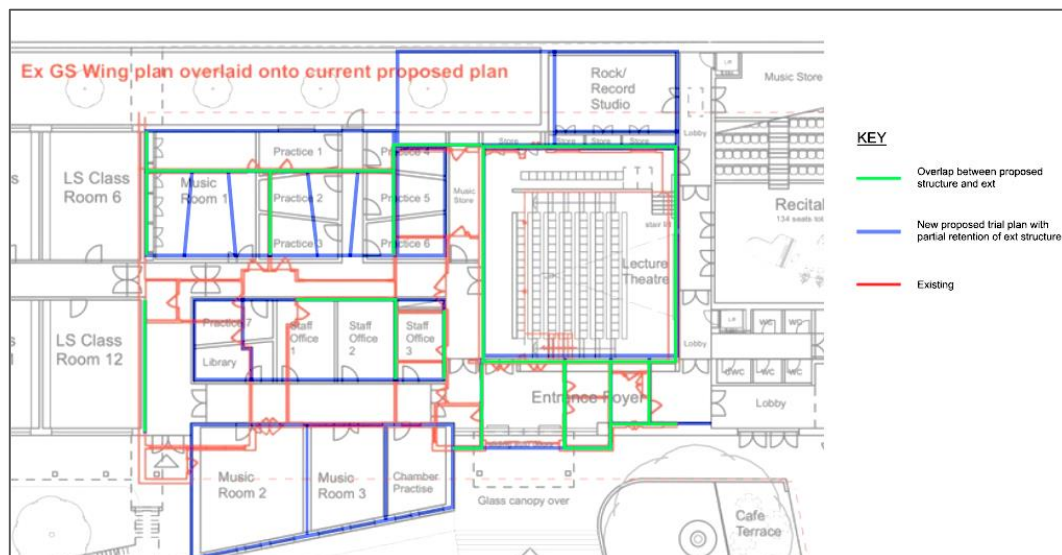 Ex GS Wing plan overlaid onto current proposed plan
Rock/
Record
Studio
Music Store
Lobby
Practice 1
Practice 4
Store
Store
Store
Store
LS Class
Room 6
Music
Room 1
Practice 2
Practice 5
Music
Store
Practice 3
Practice 6
stair
Recital
134 seats
Lecture
Theatre
LS Class
Room 12
Practice 7
Library
Staff
Office
1
Staff
Office
2
Staff
Office
3
Lobby
WC
WC
WC
WC
Lobby
Entrance Foyer
Music
Room 2
Music
Room 3
Chamber
Practise
Glass canopy over
Cafe
Terrace
KEY
Overlap between proposed
structure and ext
New proposed trial plan with
partial retention of ext structure
Existing